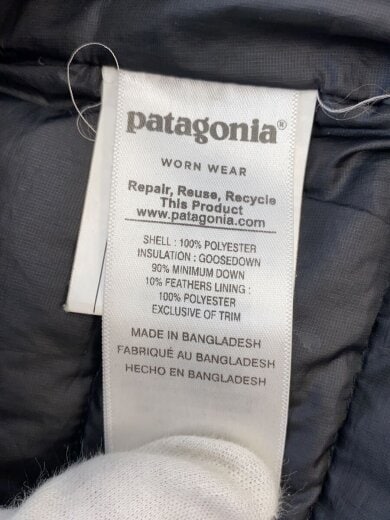 patagonia®
WORN WEAR
Repair, Reuse, Recycle
This Product
www.patagonia.com
SHELL : 100% POLYESTER
INSULATION : GOOSEDOWN
90% MINIMUM DOWN
10% FEATHERS LINING :
100% POLYESTER
EXCLUSIVE OF TRIM
MADE IN BANGLADESH
FABRIQUÉ AU BANGLADESH
HECHO EN BANGLADESH